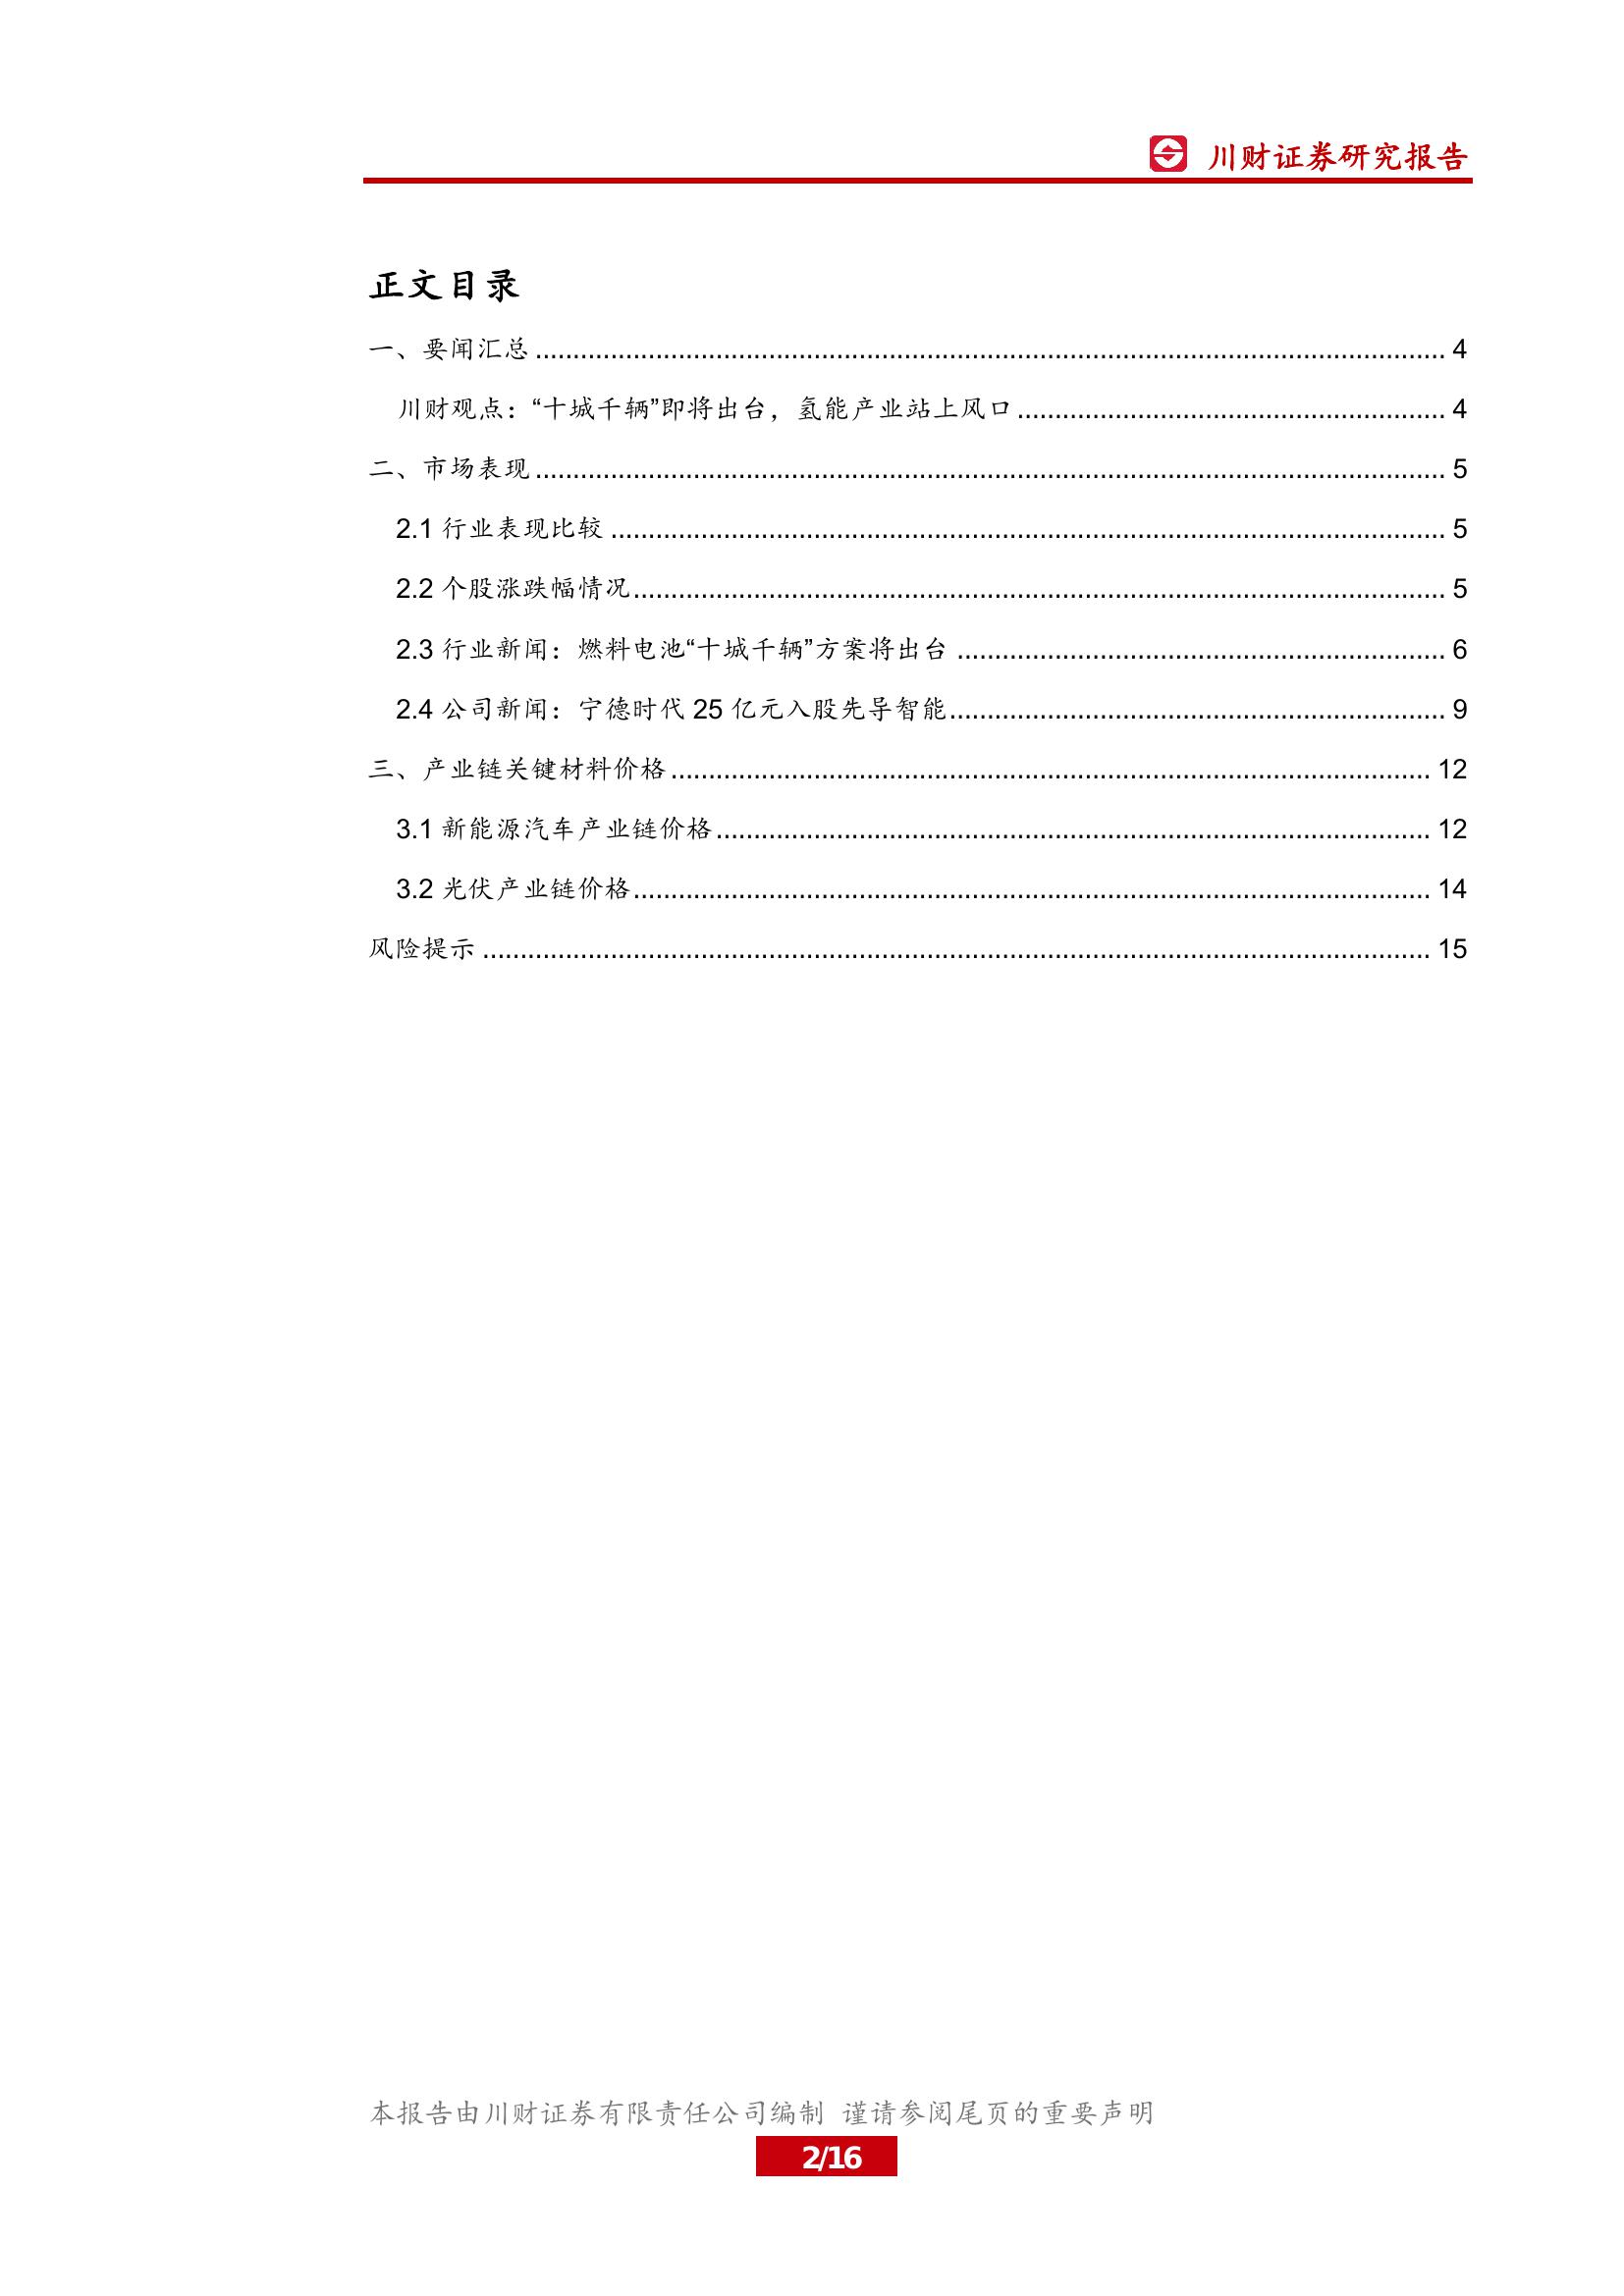 川财证券研究报告
正文目录
一、要闻汇总 ........ 4
川财观点：“十城千辆”即将出台，氢能产业站上风口 ........ 4
二、市场表现 ........ 5
2.1 行业表现比较 ........ 5
2.2 个股涨跌幅情况 ........ 5
2.3 行业新闻：燃料电池“十城千辆”方案将出台 ........ 6
2.4 公司新闻：宁德时代 25 亿元入股先导智能 ........ 9
三、产业链关键材料价格 ........ 12
3.1 新能源汽车产业链价格 ........ 12
3.2 光伏产业链价格 ........ 14
风险提示 ........ 15
本报告由川财证券有限责任公司编制 谨请参阅尾页的重要声明
2/16